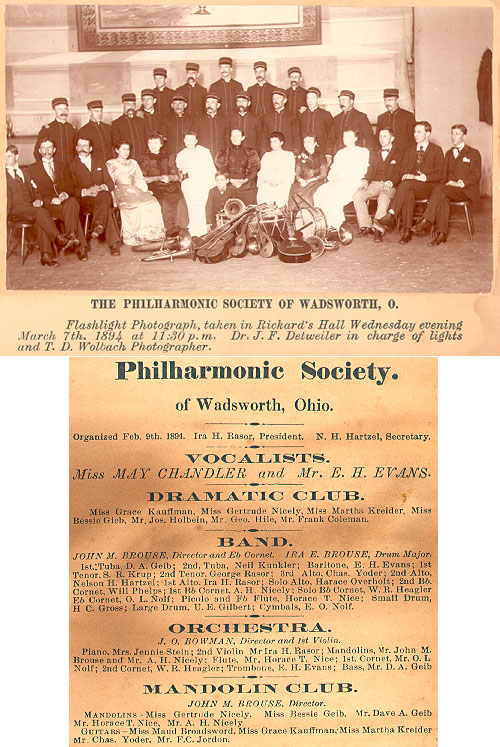 THE PHILHARMONIC SOCIETY OF WADSWORTH, O.
Flashlight Photograph, taken in Rickard's Hall Wednesday evening
March 7th. 1894 at 11:30 p.m. Dr. J. F. Detweiler in charge of lights
and T. D. Wolbach Photographer.
Philharmonic Society.
of Wadsworth, Ohio.
Organized Feb. 9th. 1894. Ira H. Rasor, President. N. H. Hartzel, Secretary.
VOCALISTS.
Miss MAY CHANDLER and Mr. E. H. EVANS.
DRAMATIC CLUB.
Miss Grace Kauffman, Miss Gertrude Nicely, Miss Martha Kreider, Miss
Bessie Gieb, Mr, Jos. Holbein, Mr. Geo. Hile, Mr. Frank Coleman.
BAND.
JOHN M. BROUSE, Director and Eb Cornet. IRA E. BROUSE, Drum Major.
1st, Tuba, D. A. Geib; 2nd, Tuba, Neil Kunkler; Baritone, E. H. Evans; 1st
Tenor, S. R. Krup; 2nd Tenor, George Rasor; 3rd Alto, Chas. Yoder; 2nd Alto,
Nelson H. Hartzel; 1st Alto, Ira H. Rasor; Solo Alto, Harace Overholt; 2nd Bb.
Cornet, Will Phelps; 1st Bb Cornet, A. H. Nicely; Solo Bb Cornet, W. R. Heagler
Eb Cornet, O. L. Nolf; Picolo and Eb Flute, Horace T. Nice; Small Drum,
H C. Gross; Large Drum, U. E. Gilbert; Cymbals, E. O. Nolf.
ORCHESTRA.
J. O. BOWMAN, Director and 1st Violin.
Piano, Mrs. Jennie Stein; 2nd Violin Mr Ira H. Rasor; Mandolins, Mr. John M.
Brouse and Mr. A. H. Nicely; Flute, Mr. Horace T. Nice; 1st. Cornet, Mr. O. L
Nolf; 2nd Cornet, W. R. Heagler; Trombone, E. H. Evans; Bass, Mr. D. A. Geib
MANDOLIN CLUB.
JOHN M. BROUSE, Director.
MANDOLINS - Miss Gertrude Nicely, Miss Bessie Geib, Mr. Dave A. Geib
Mr. Horace T. Nice, Mr. A. H. Nicely
GUITARS - Miss Maud Broadsword, Miss Grace Kauffman, Miss Martha Kreider
Mr. Chas. Yoder, Mr. F.C. Jordon.